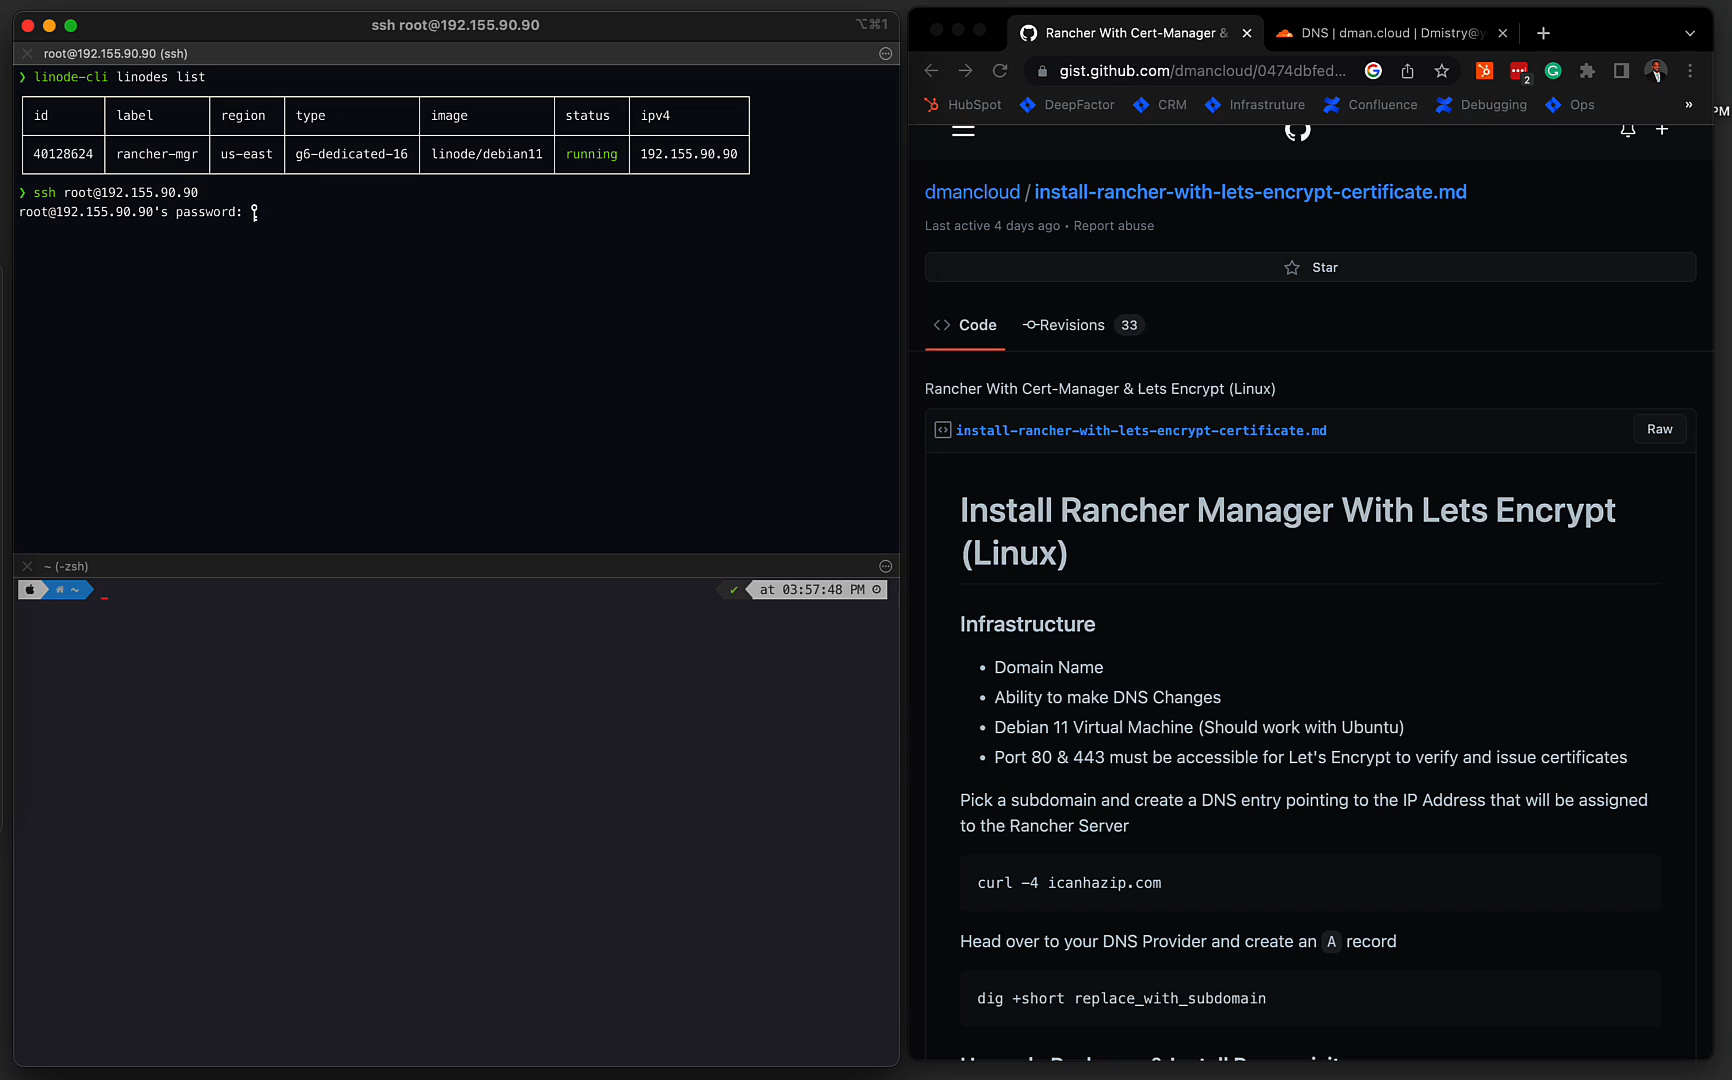 ssh root@192.155.90.90
⌥⌘1
root@192.155.90.90 (ssh)
❯ linode-cli linodes list
id label region type image status ipv4
40128624 rancher-mgr us-east g6-dedicated-16 linode/debian11 running 192.155.90.90
❯ ssh root@192.155.90.90
root@192.155.90.90's password:
~ (-zsh)
~ _
✔ at 03:57:48 PM
Rancher With Cert-Manager &
DNS | dman.cloud | Dmistry@y
gist.github.com/dmancloud/0474dbfed...
2
HubSpot DeepFactor CRM Infrastruture Confluence Debugging Ops »
PM
dmancloud / install-rancher-with-lets-encrypt-certificate.md
Last active 4 days ago • Report abuse
Star
Code Revisions 33
Rancher With Cert-Manager & Lets Encrypt (Linux)
install-rancher-with-lets-encrypt-certificate.md
Raw
Install Rancher Manager With Lets Encrypt
(Linux)
Infrastructure
• Domain Name
• Ability to make DNS Changes
• Debian 11 Virtual Machine (Should work with Ubuntu)
• Port 80 & 443 must be accessible for Let's Encrypt to verify and issue certificates
Pick a subdomain and create a DNS entry pointing to the IP Address that will be assigned
to the Rancher Server
curl -4 icanhazip.com
Head over to your DNS Provider and create an A record
dig +short replace_with_subdomain